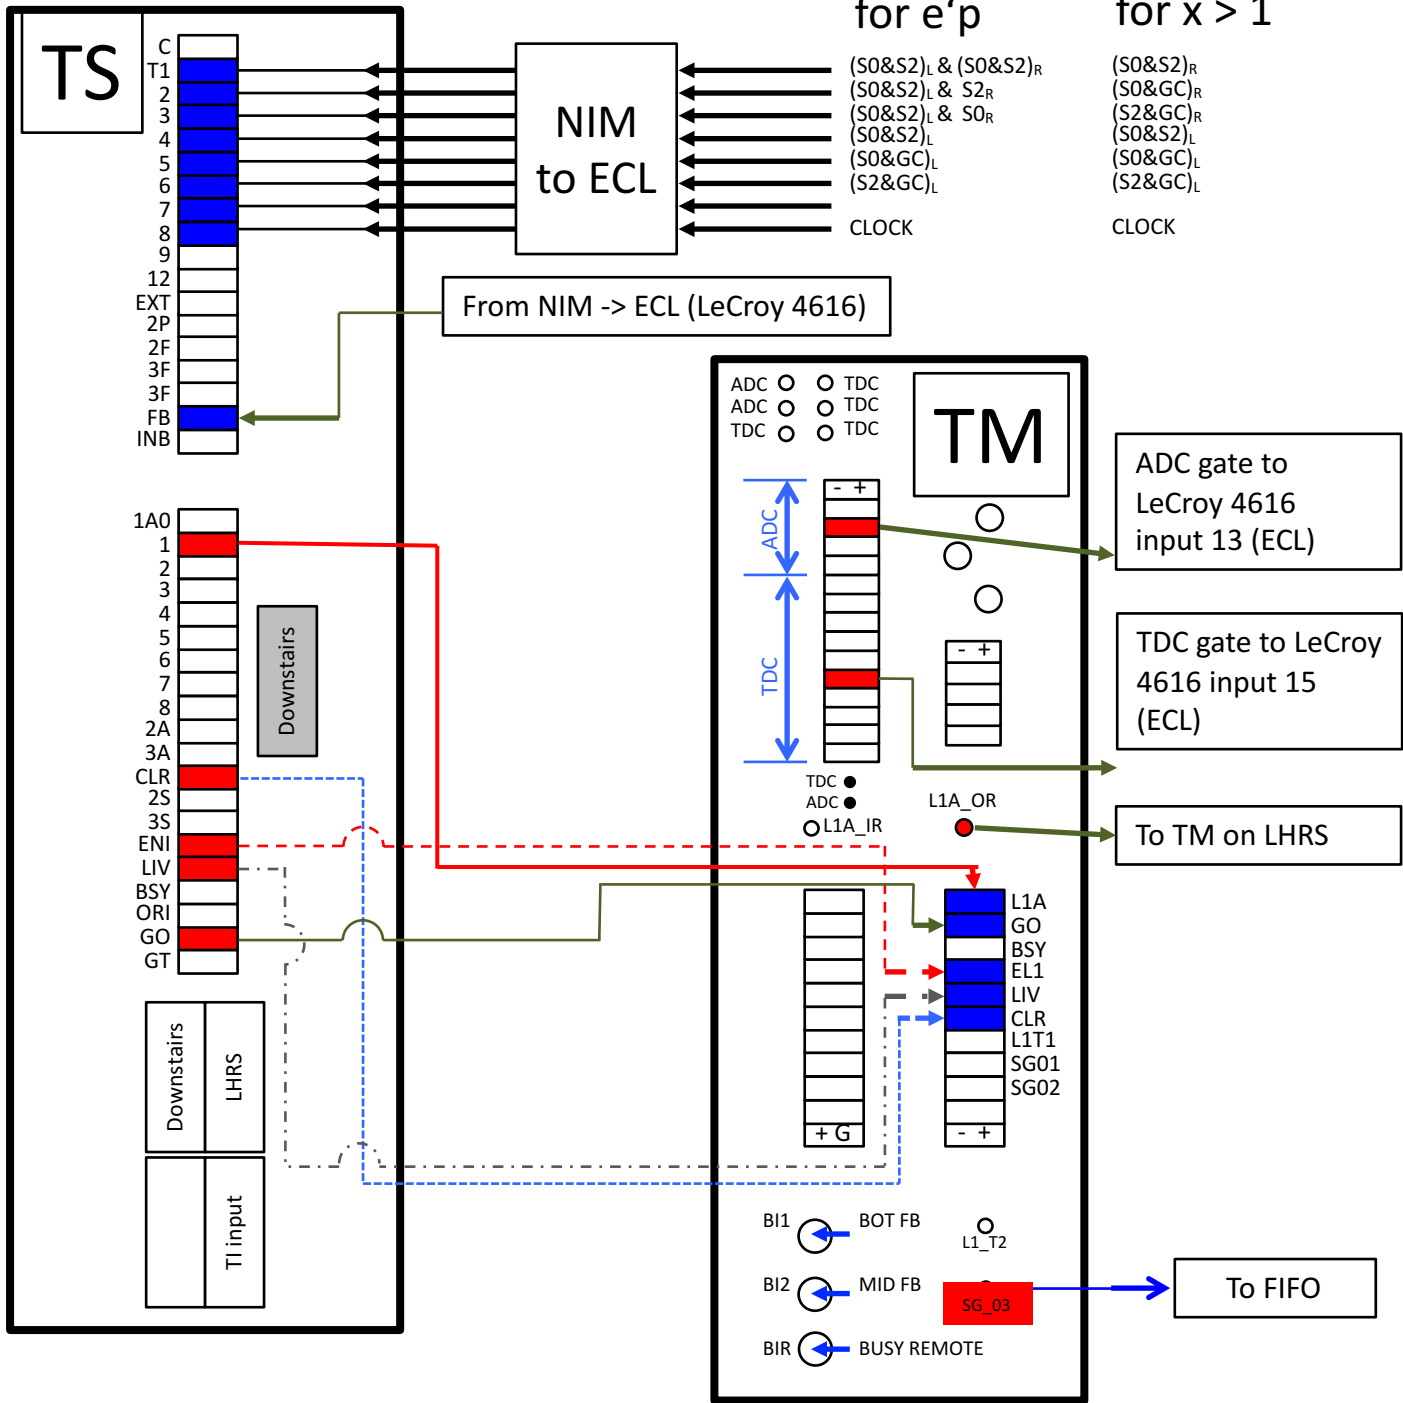 for e‘p
for x > 1
TS
C
T1
2
3
4
5
6
7
8
9
12
EXT
2P
2F
3F
3F
FB
INB
NIM
to ECL
(S0&S2)L & (S0&S2)R
(S0&S2)L & S2R
(S0&S2)L & S0R
(S0&S2)L
(S0&GC)L
(S2&GC)L
CLOCK
(S0&S2)R
(S0&GC)R
(S2&GC)R
(S0&S2)L
(S0&GC)L
(S2&GC)L
CLOCK
From NIM -> ECL (LeCroy 4616)
1A0
1
2
3
4
5
6
7
8
2A
3A
CLR
2S
3S
ENI
LIV
BSY
ORI
GO
GT
Downstairs
Downstairs
LHRS
TI input
ADC
TDC
ADC
TDC
TDC
TDC
TM
- +
ADC
TDC
- +
ADC gate to
LeCroy 4616
input 13 (ECL)
TDC gate to LeCroy
4616 input 15
(ECL)
TDC
ADC
L1A_IR
L1A_OR
To TM on LHRS
L1A
GO
BSY
EL1
LIV
CLR
L1T1
SG01
SG02
+ G
- +
BI1
BOT FB
L1_T2
BI2
MID FB
SG_03
To FIFO
BIR
BUSY REMOTE